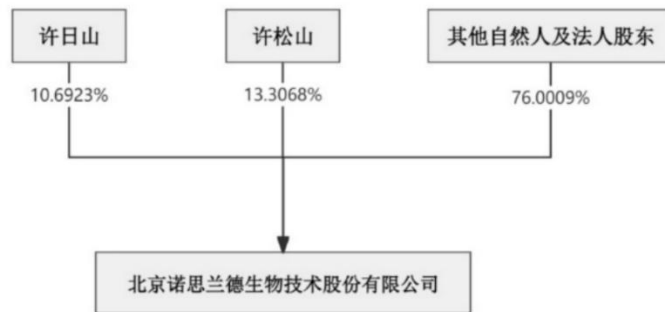 许日山
许松山
其他自然人及法人股东
10.6923%
13.3068%
76.0009%
北京诺思兰德生物技术股份有限公司